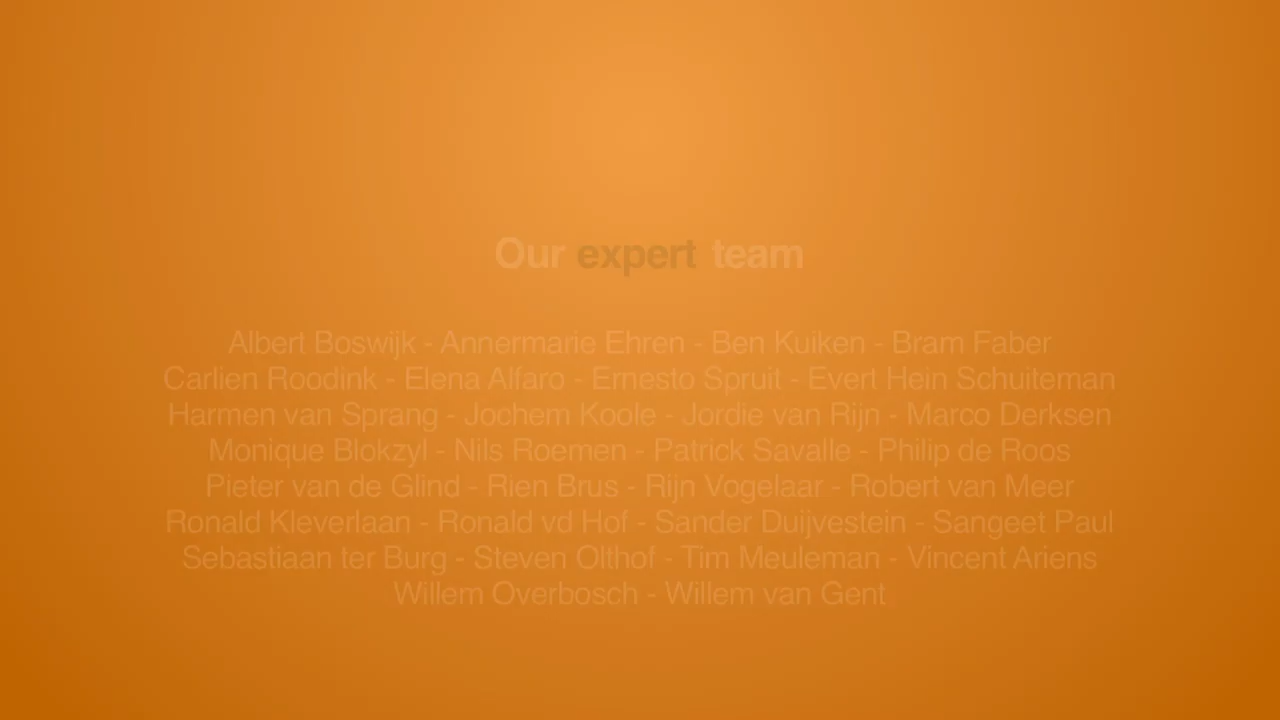 Our expert team
Albert Boswijk - Annermarie Ehren - Ben Kuiken - Bram Faber
Carlien Roodink - Elena Alfaro - Ernesto Spruit - Evert Hein Schuiteman
Harmen van Sprang - Jochem Koole - Jordie van Rijn - Marco Derksen
Monique Blokzyl - Nils Roemen - Patrick Savalle - Philip de Roos
Pieter van de Glind - Rien Brus - Rijn Vogelaar - Robert van Meer
Ronald Kleverlaan - Ronald vd Hof - Sander Duijvestein - Sangeet Paul
Sebastiaan ter Burg - Steven Olthof - Tim Meuleman - Vincent Ariens
Willem Overbosch - Willem van Gent